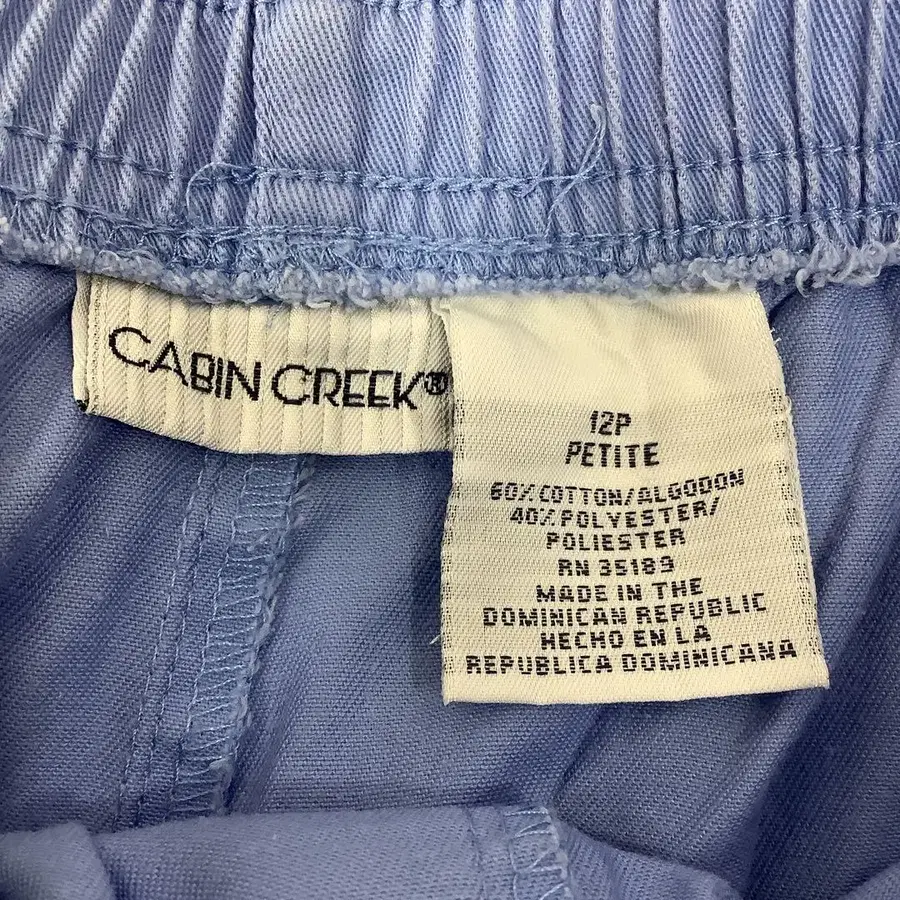 CABIN CREEK®
12P
PETITE
60% COTTON/ALGODON
40% POLYESTER/
POLIESTER
RN 35189
MADE IN THE
DOMINICAN REPUBLIC
HECHO EN LA
REPUBLICA DOMINICANA